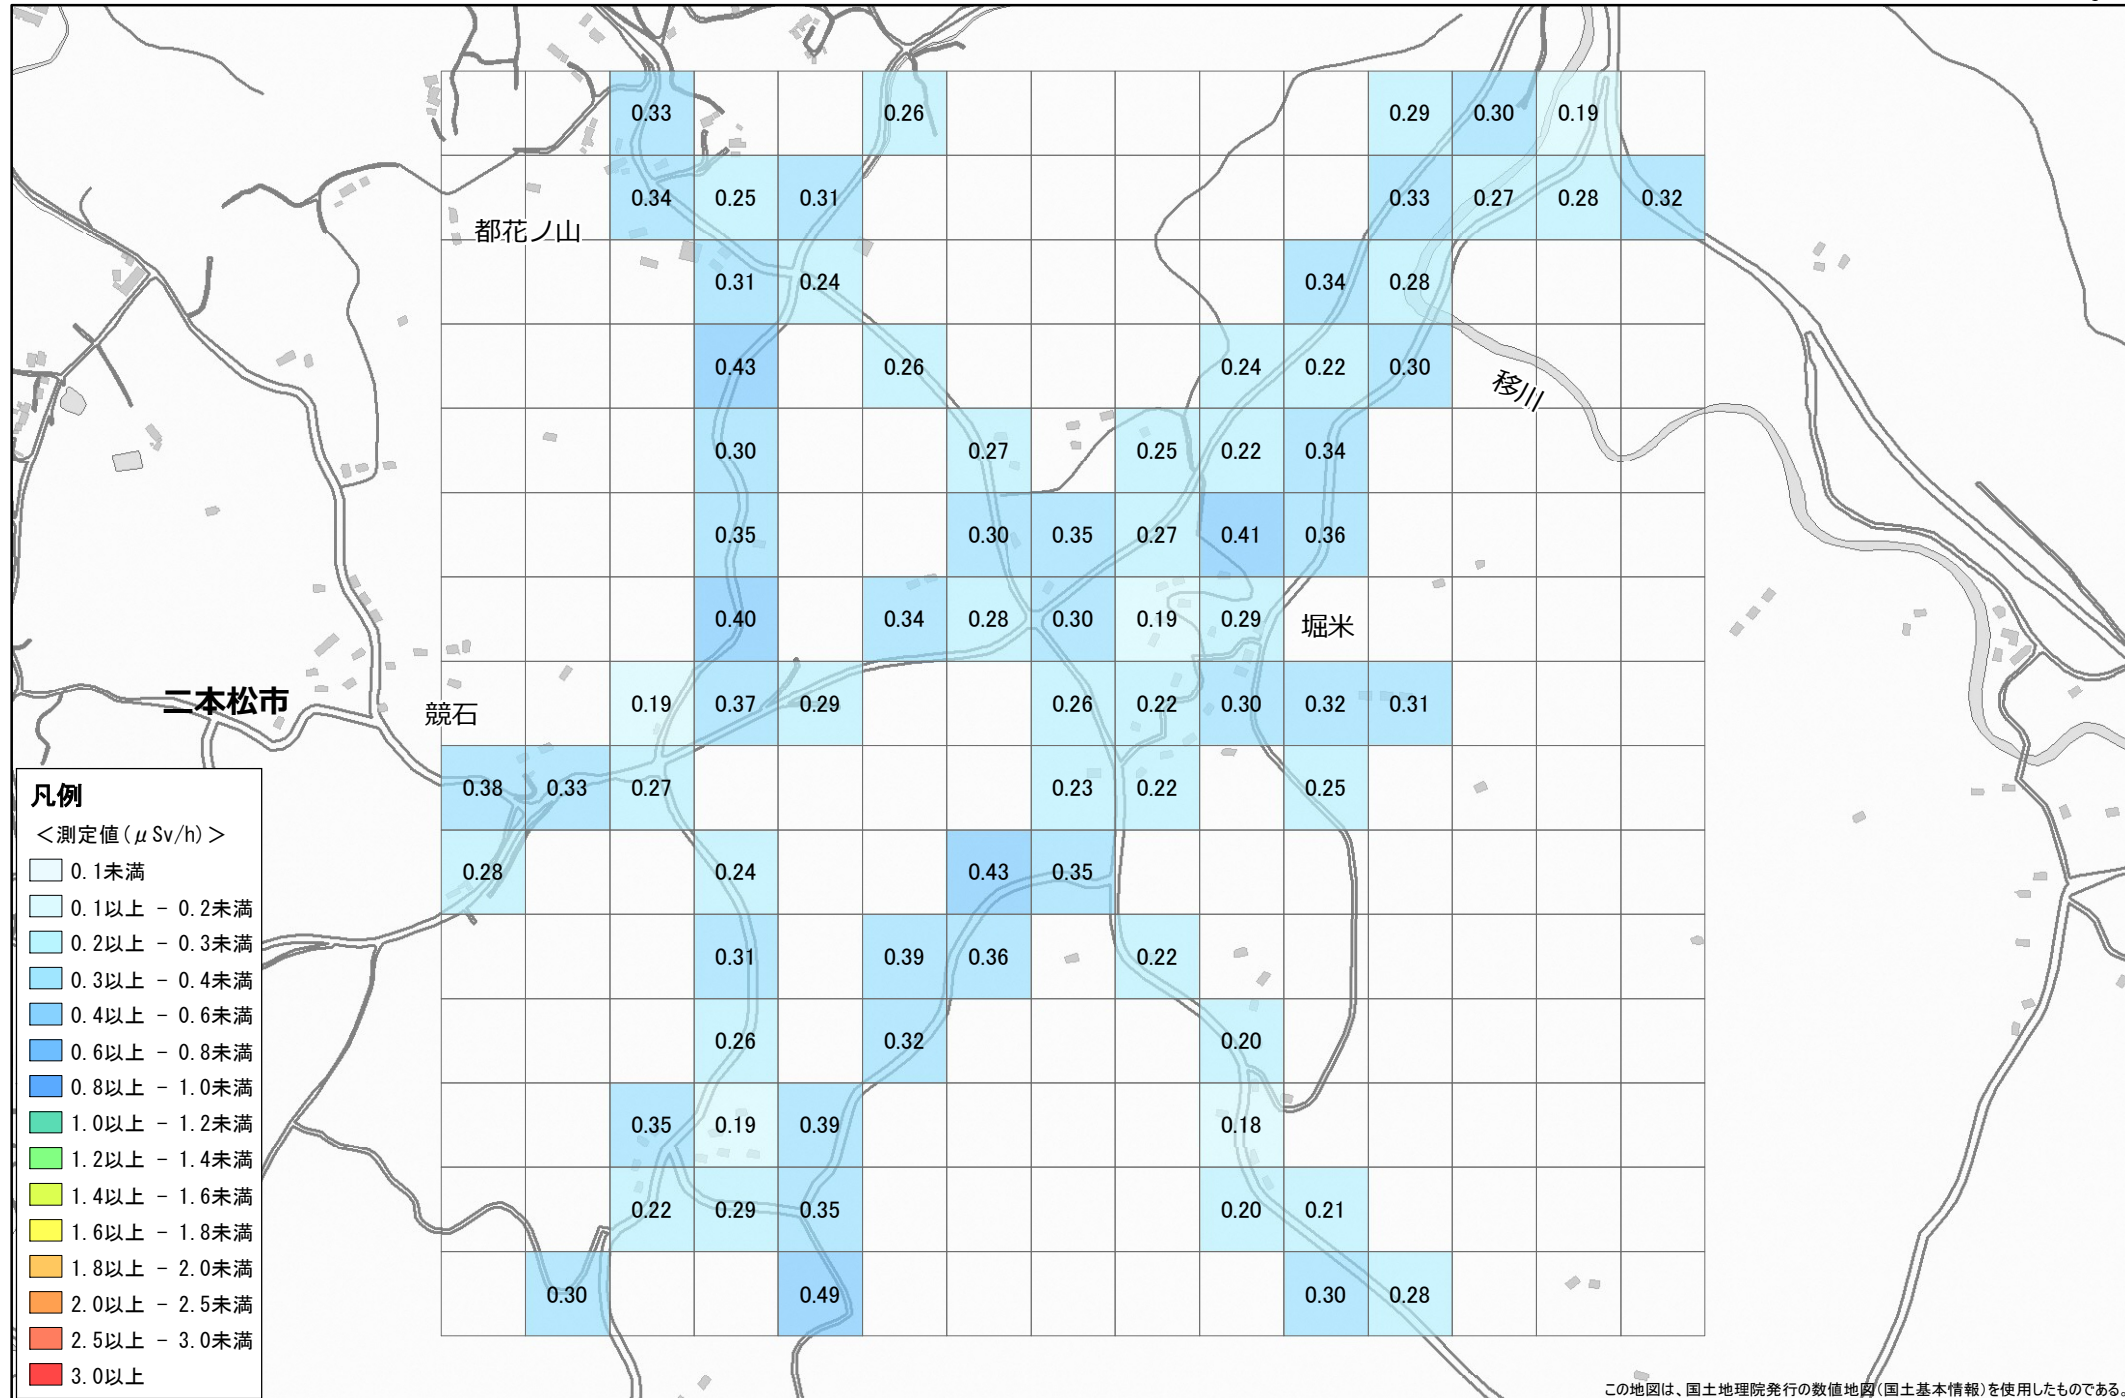 0.33 0.26 0.29 0.30 0.19
0.34 0.25 0.31 0.33 0.27 0.28 0.32
都花ノ山
0.31 0.24 0.34 0.28
0.43 0.26 0.24 0.22 0.30
移川
0.30 0.27 0.25 0.22 0.34
0.35 0.30 0.35 0.27 0.41 0.36
0.40 0.34 0.28 0.30 0.19 0.29
堀米
二本松市
競石
0.19 0.37 0.29 0.26 0.22 0.30 0.32 0.31
0.38 0.33 0.27 0.23 0.22 0.25
0.28 0.24 0.43 0.35
0.31 0.39 0.36 0.22
0.26 0.32 0.20
0.35 0.19 0.39 0.18
0.22 0.29 0.35 0.20 0.21
0.30 0.49 0.30 0.28
凡例
＜測定値(μSv/h)＞
0.1未満
0.1以上 － 0.2未満
0.2以上 － 0.3未満
0.3以上 － 0.4未満
0.4以上 － 0.6未満
0.6以上 － 0.8未満
0.8以上 － 1.0未満
1.0以上 － 1.2未満
1.2以上 － 1.4未満
1.4以上 － 1.6未満
1.6以上 － 1.8未満
1.8以上 － 2.0未満
2.0以上 － 2.5未満
2.5以上 － 3.0未満
3.0以上
この地図は、国土地理院発行の数値地図(国土基本情報)を使用したものである。